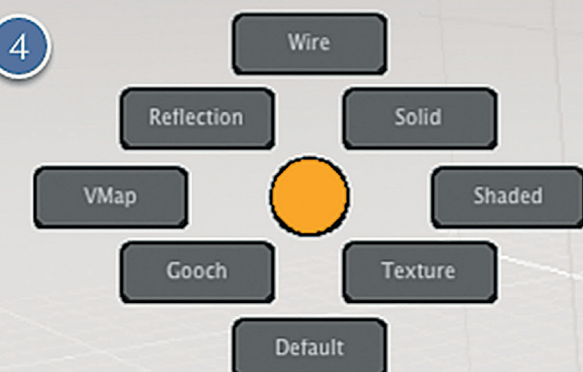 4
Wire
Reflection Solid
VMap Shaded
Gooch Texture
Default